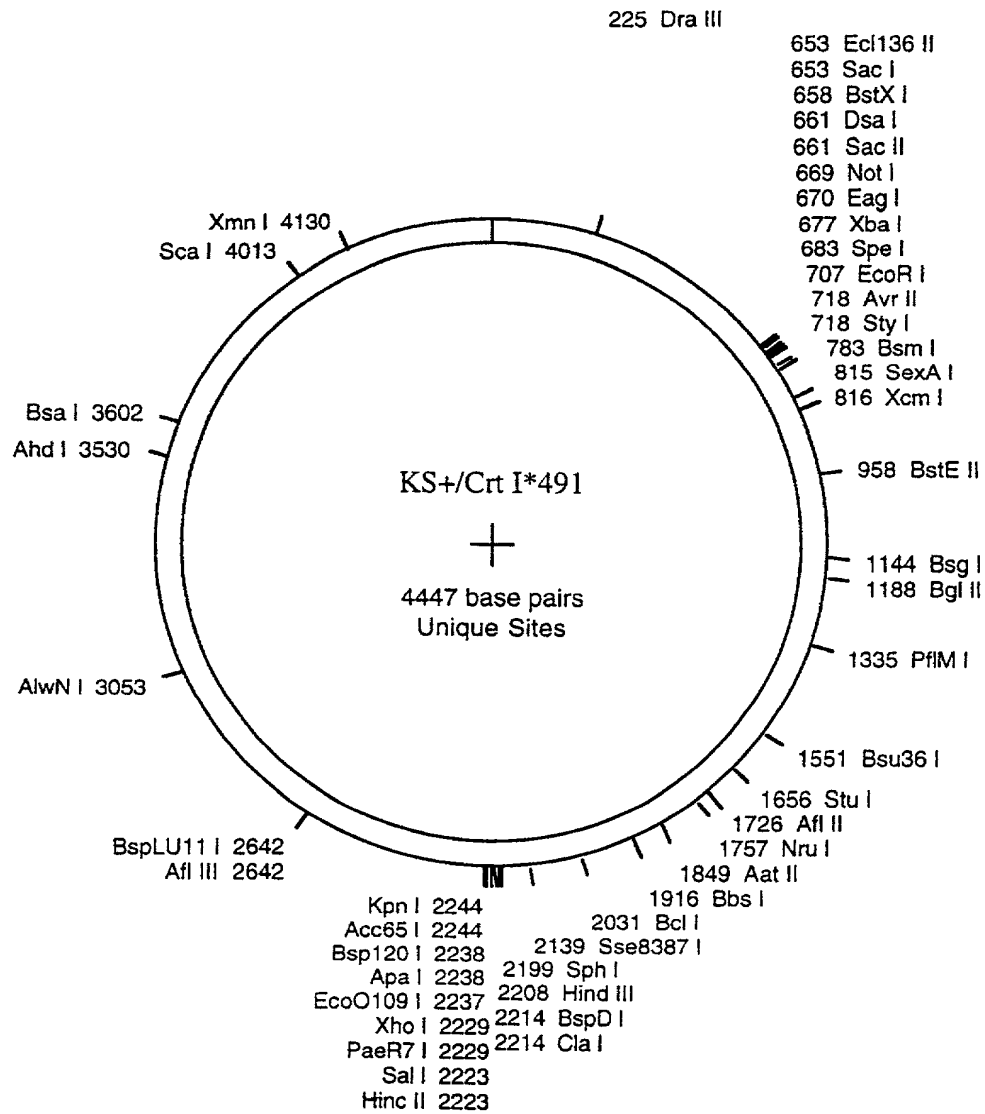 225 Dra III
653 Ecl136 II
653 Sac I
658 BstX I
661 Dsa I
661 Sac II
669 Not I
670 Eag I
677 Xba I
683 Spe I
707 EcoR I
718 Avr II
718 Sty I
783 Bsm I
815 SexA I
816 Xcm I
958 BstE II
1144 Bsg I
1188 Bgl II
1335 PflM I
1551 Bsu36 I
1656 Stu I
1726 Afl II
1757 Nru I
1849 Aat II
1916 Bbs I
2031 Bcl I
2139 Sse8387 I
2199 Sph I
2208 Hind III
2214 BspD I
2214 Cla I
Kpn I 2244
Acc65 I 2244
Bsp120 I 2238
Apa I 2238
EcoO109 I 2237
Xho I 2229
PaeR7 I 2229
Sal I 2223
Hinc II 2223
BspLU11 I 2642
Afl III 2642
AlwN I 3053
Ahd I 3530
Bsa I 3602
Sca I 4013
Xmn I 4130
KS+/Crt I*491
4447 base pairs
Unique Sites